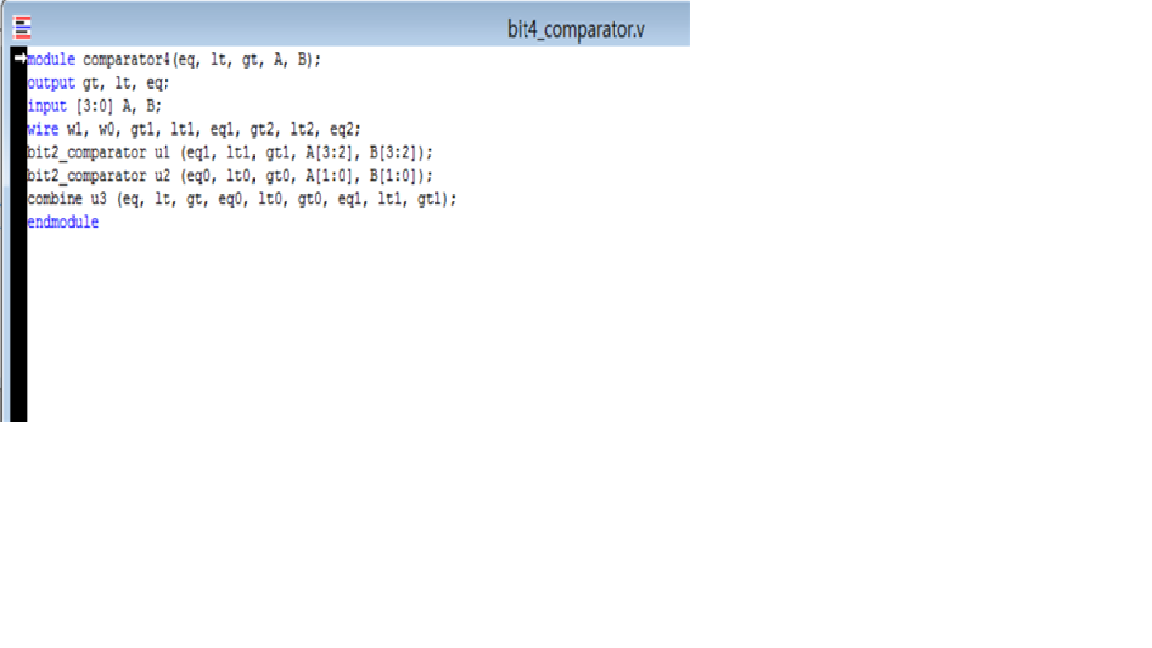 bit4_comparator.v
module comparator4(eq, lt, gt, A, B);
output gt, lt, eq;
input [3:0] A, B;
wire w1, w0, gt1, lt1, eq1, gt2, lt2, eq2;
bit2_comparator u1 (eq1, lt1, gt1, A[3:2], B[3:2]);
bit2_comparator u2 (eq0, lt0, gt0, A[1:0], B[1:0]);
combine u3 (eq, lt, gt, eq0, lt0, gt0, eq1, lt1, gt1);
endmodule